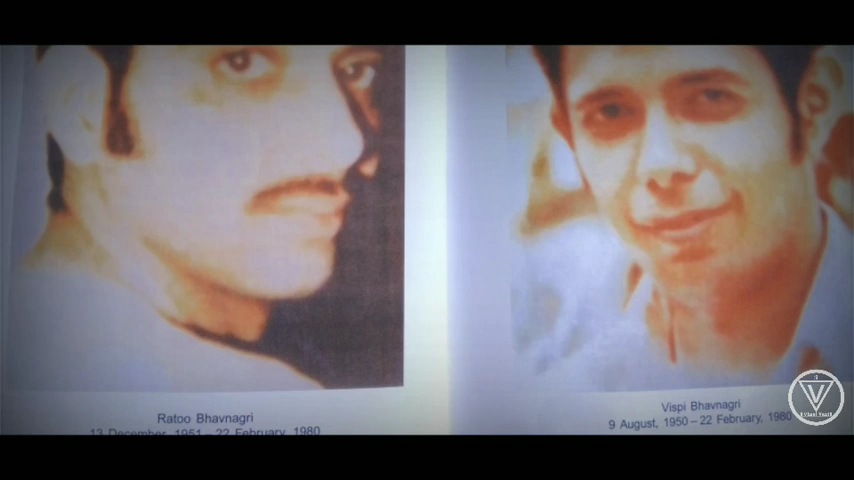 Ratoo Bhavnagri
13 December, 1951 – 22 February, 1980
Vispi Bhavnagri
9 August, 1950 – 22 February, 1980